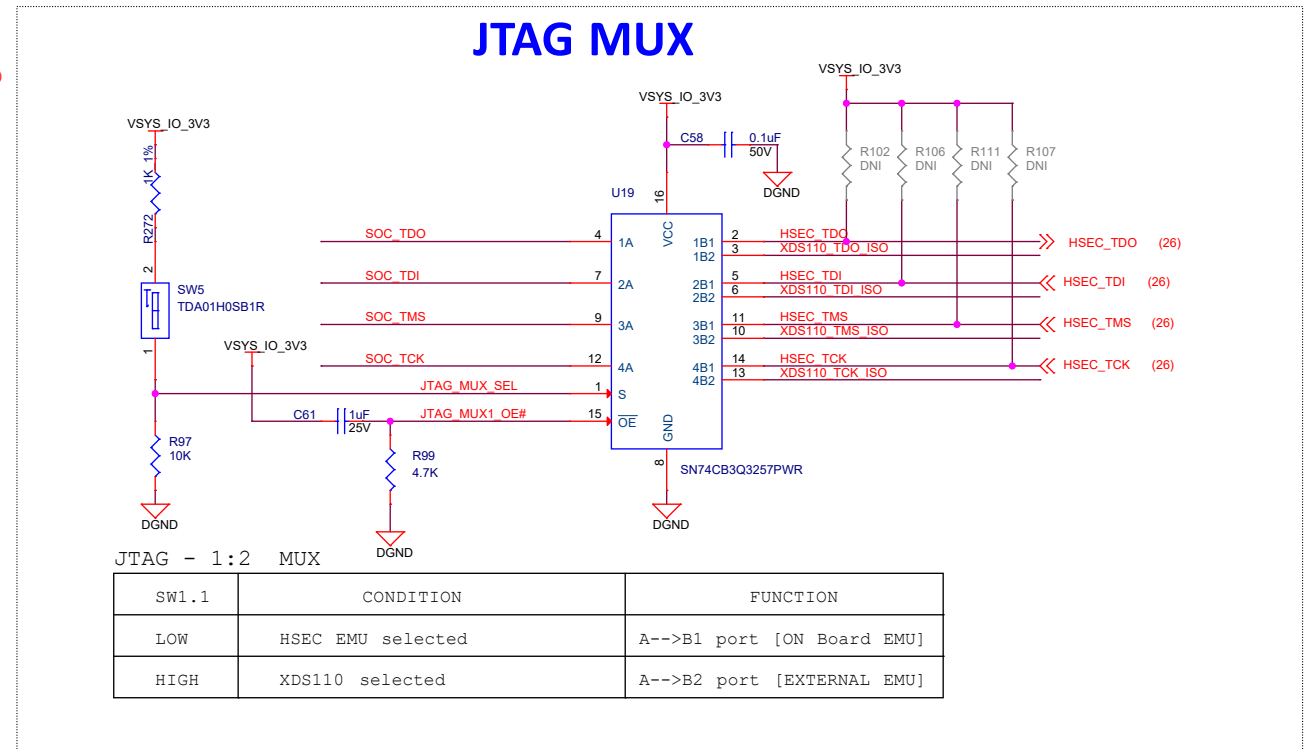 JTAG MUX
VSYS_IO_3V3
VSYS_IO_3V3
VSYS_IO_3V3
C58
0.1uF
50V
DGND
R102
DNI
R106
DNI
R111
DNI
R107
DNI
1K 1%
R272
2
SW5
TDA01H0SB1R
1
U19
16
VCC
SOC_TDO
4
1A
1B1
2
HSEC_TDO
HSEC_TDO (26)
1B2
3
XDS110_TDO_ISO
SOC_TDI
7
2A
2B1
5
HSEC_TDI
HSEC_TDI (26)
2B2
6
XDS110_TDI_ISO
SOC_TMS
9
3A
3B1
11
HSEC_TMS
HSEC_TMS (26)
3B2
10
XDS110_TMS_ISO
SOC_TCK
12
4A
4B1
14
HSEC_TCK
HSEC_TCK (26)
4B2
13
XDS110_TCK_ISO
VSYS_IO_3V3
JTAG_MUX_SEL
1
S
C61
1uF
25V
JTAG_MUX1_OE#
15
OE
GND
8
SN74CB3Q3257PWR
R97
10K
R99
4.7K
DGND
DGND
DGND
JTAG - 1:2 MUX
SW1.1 CONDITION FUNCTION
LOW HSEC EMU selected A-->B1 port [ON Board EMU]
HIGH XDS110 selected A-->B2 port [EXTERNAL EMU]